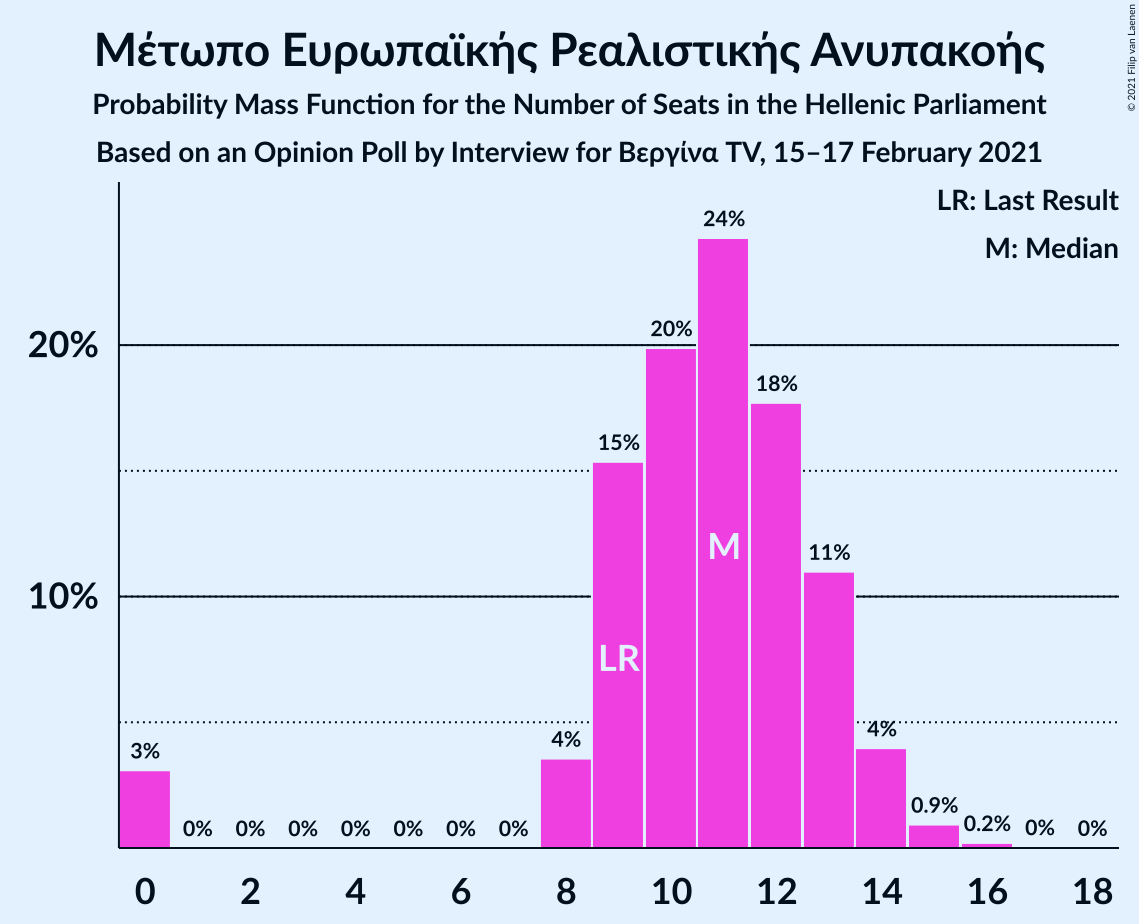 Μέτωπο Ευρωπαϊκής Ρεαλιστικής Ανυπακοής
Probability Mass Function for the Number of Seats in the Hellenic Parliament
Based on an Opinion Poll by Interview for Βεργίνα TV, 15–17 February 2021
© 2021 Filip van Laenen
LR: Last Result
M: Median
20%
10%
3%
0%
0%
0%
0%
0%
0%
0%
4%
15%
20%
24%
18%
11%
4%
0.9%
0.2%
0%
0%
LR
M
0 2 4 6 8 10 12 14 16 18